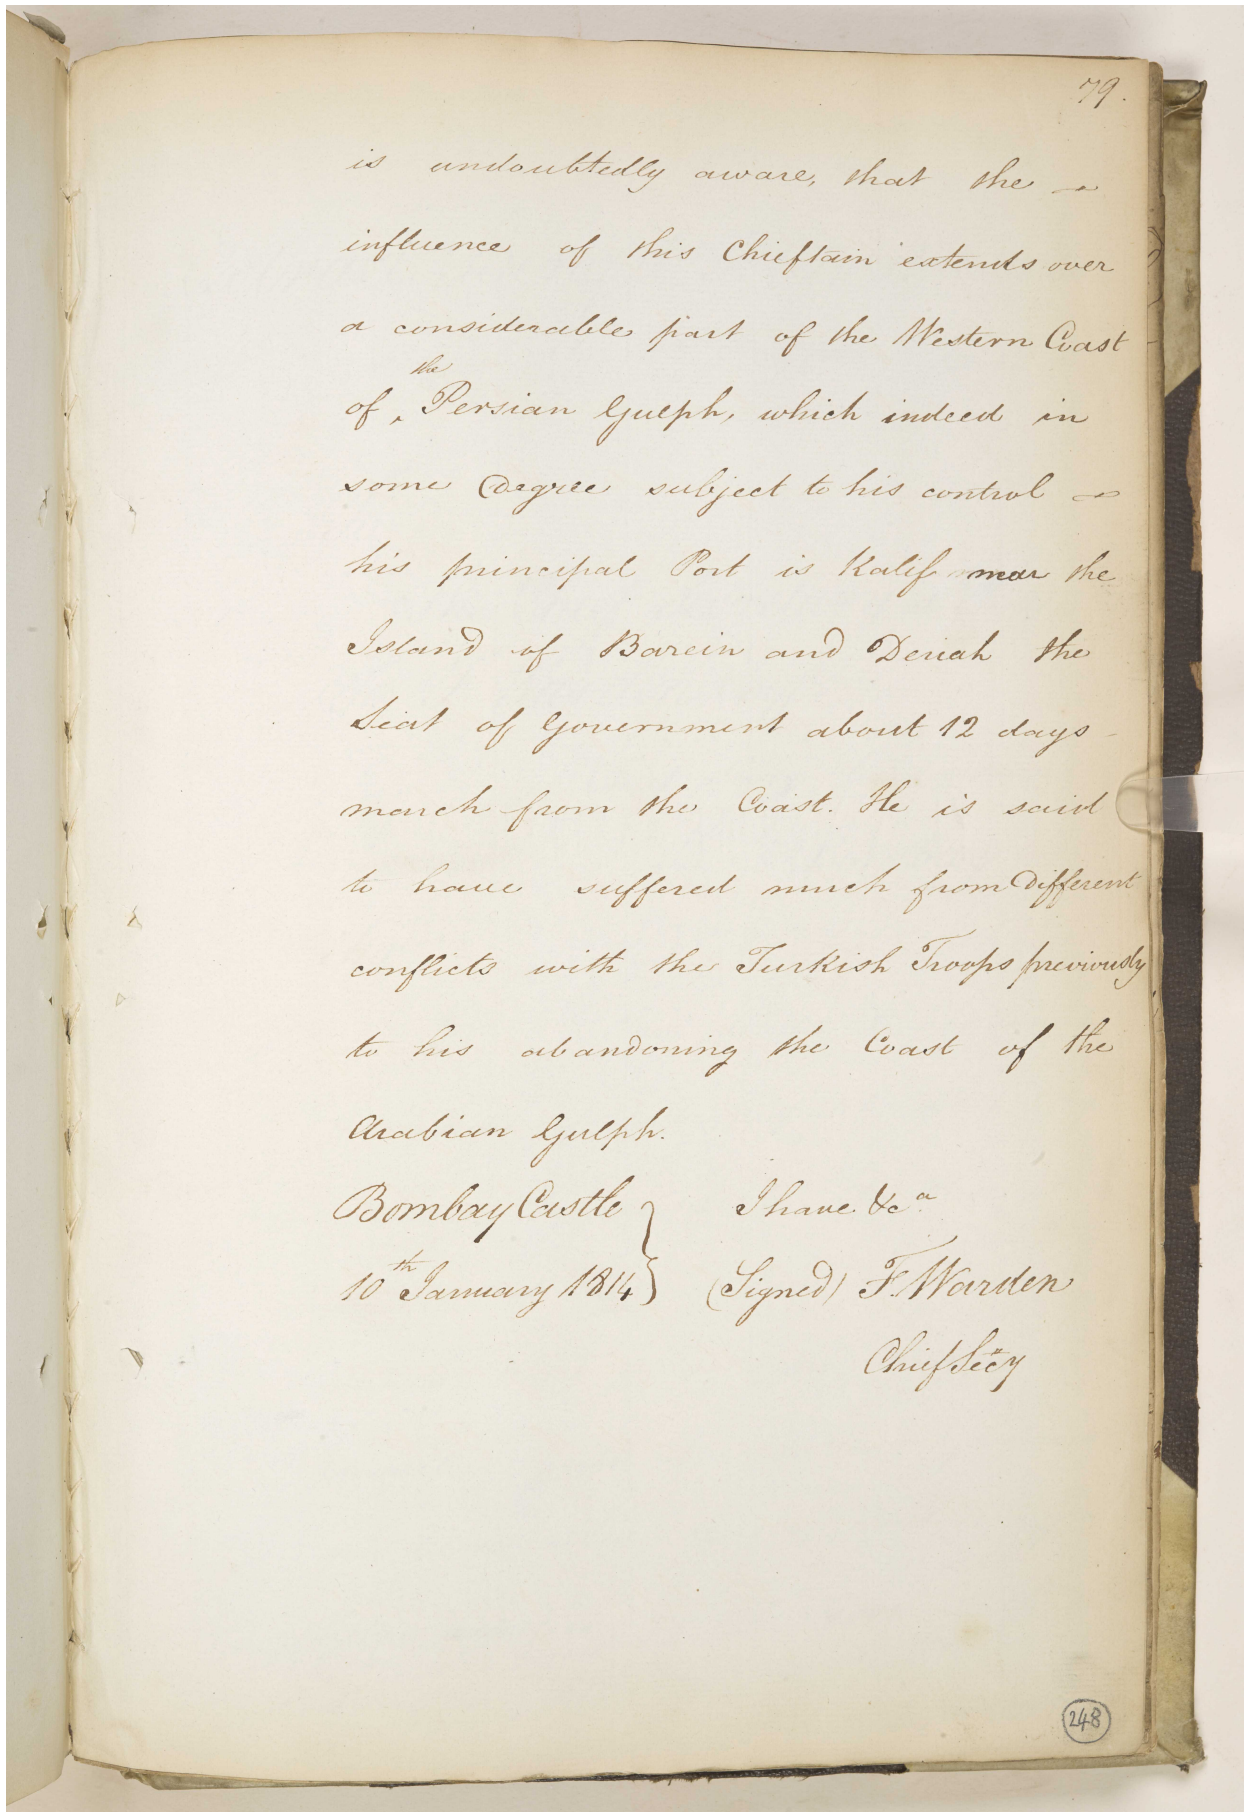 79.
is undoubtedly aware, that the
influence of this Chieftain extends over
a considerable part of the Western Coast
the
of Persian Gulph, which indeed in
some Degree subject to his control
his principal Port is Katif near the
Island of Barein and Deriah the
Seat of Government about 12 days
march from the Coast. He is said
to have suffered much from Different
conflicts with the Turkish Troops previously
to his abandoning the Coast of the
Arabian Gulph.
Bombay Castle } I have &ca.
10th January 1814 } (Signed) F. Warden
Chief Secy
248